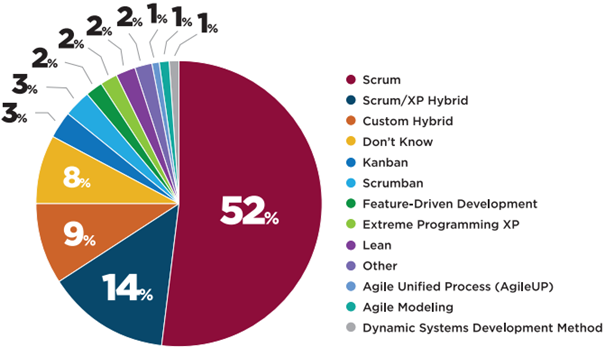 1%
1%
1%
2%
2%
2%
2%
3%
3%
8%
9%
14%
52%
Scrum
Scrum/XP Hybrid
Custom Hybrid
Don't Know
Kanban
Scrumban
Feature-Driven Development
Extreme Programming XP
Lean
Other
Agile Unified Process (AgileUP)
Agile Modeling
Dynamic Systems Development Method